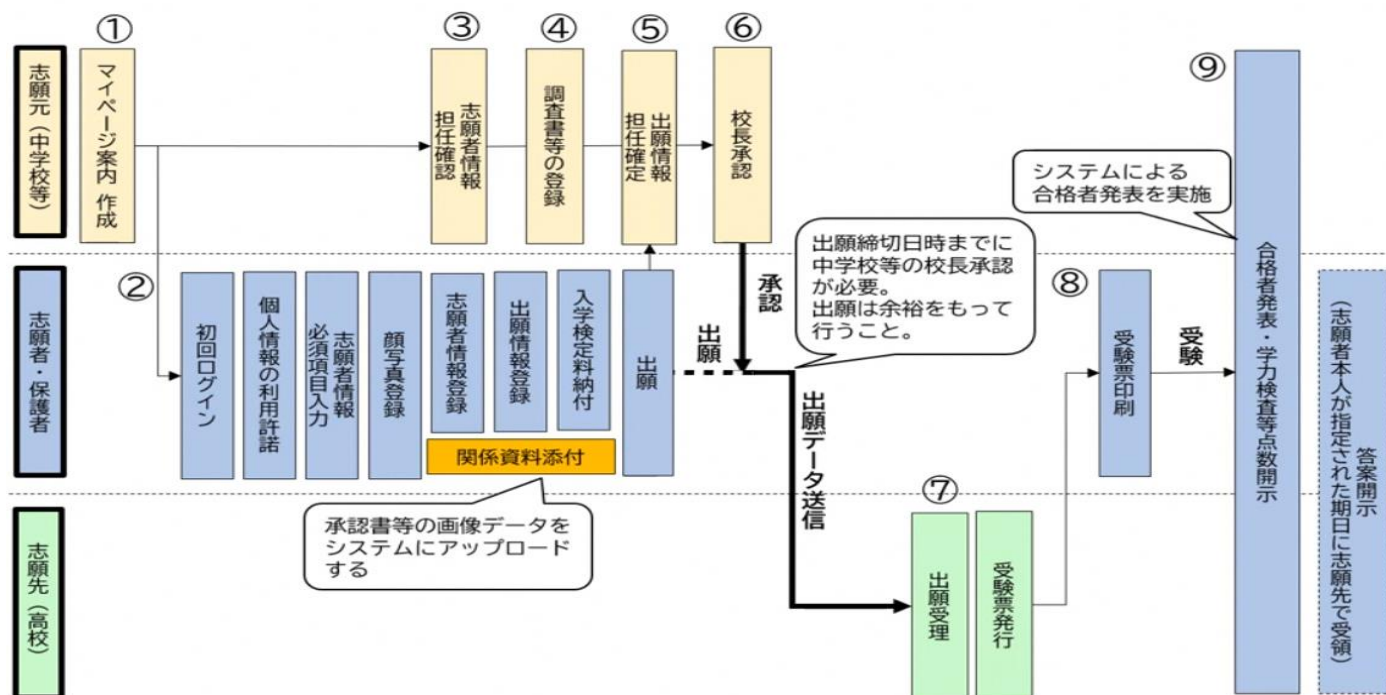 志願元（中学校等）
①
マイページ案内 作成
③
志願者情報
担任確認
④
調査書等の登録
⑤
出願情報
担任確定
⑥
校長承認
志願者・保護者
②
初回ログイン
個人情報の利用許諾
志願者情報
必須項目入力
顔写真登録
志願者情報登録
出願情報登録
入学検定料納付
関係資料添付
承認書等の画像データを
システムにアップロード
する
出願
出願
承認
出願締切日時までに
中学校等の校長承認
が必要。
出願は余裕をもって
行うこと。
出願データ送信
志願先（高校）
⑦
出願受理
受験票発行
⑧
受験票印刷
受験
⑨
システムによる
合格者発表を実施
合格者発表・学力検査等点数開示
答案開示
（志願者本人が指定された期日に志願先で受領）